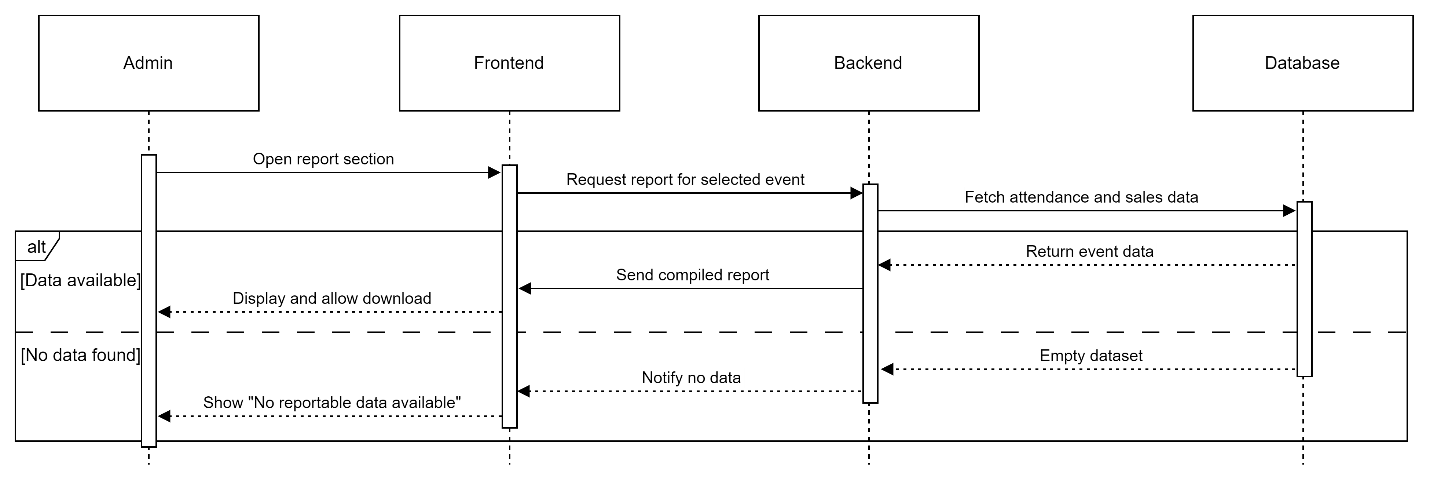 Admin
Frontend
Backend
Database
Open report section
Request report for selected event
Fetch attendance and sales data
alt
Return event data
[Data available]
Send compiled report
Display and allow download
[No data found]
Empty dataset
Notify no data
Show "No reportable data available"